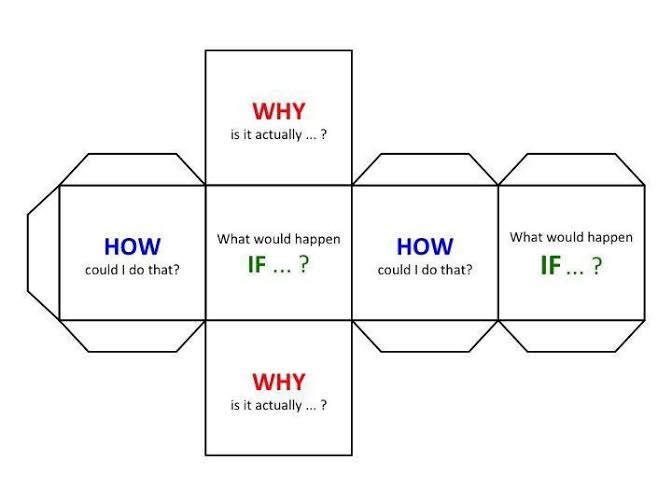 WHY
is it actually ... ?
HOW
could I do that?
What would happen
IF ... ?
HOW
could I do that?
What would happen
IF ... ?
WHY
is it actually ... ?